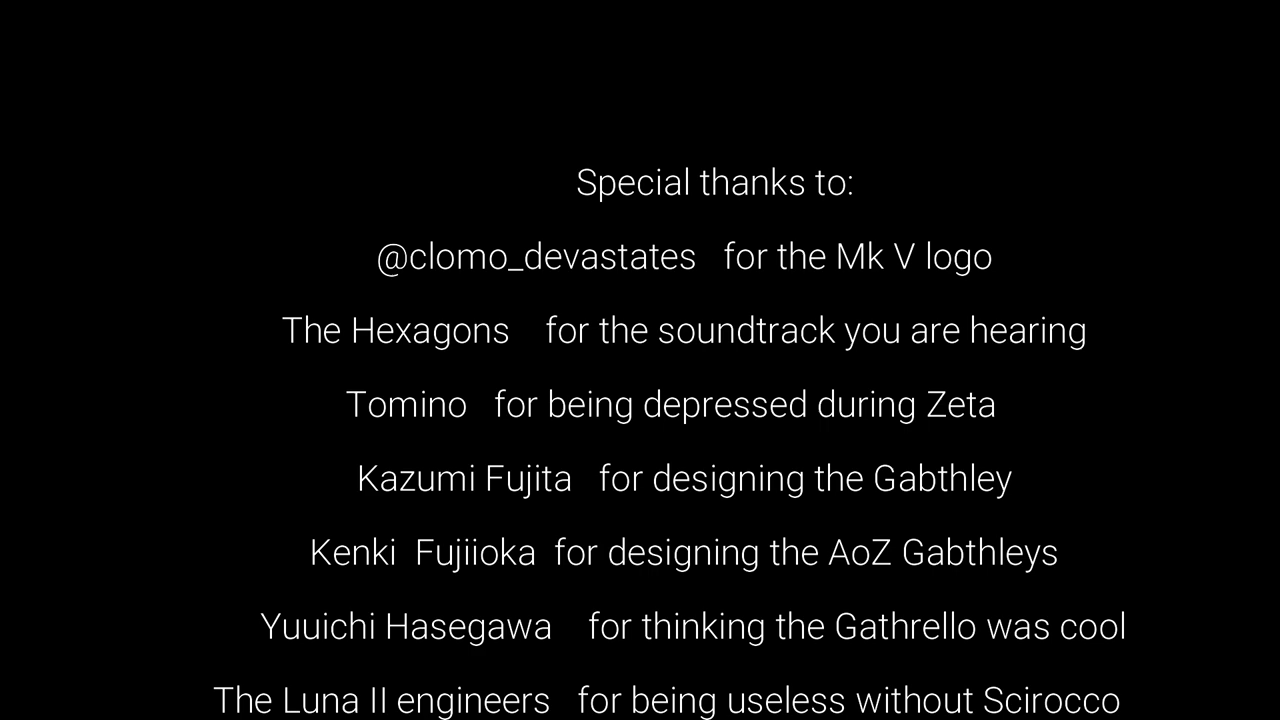 Special thanks to:
@clomo_devastates for the Mk V logo
The Hexagons for the soundtrack you are hearing
Tomino for being depressed during Zeta
Kazumi Fujita for designing the Gabthley
Kenki Fujiioka for designing the AoZ Gabthleys
Yuuichi Hasegawa for thinking the Gathrello was cool
The Luna II engineers for being useless without Scirocco